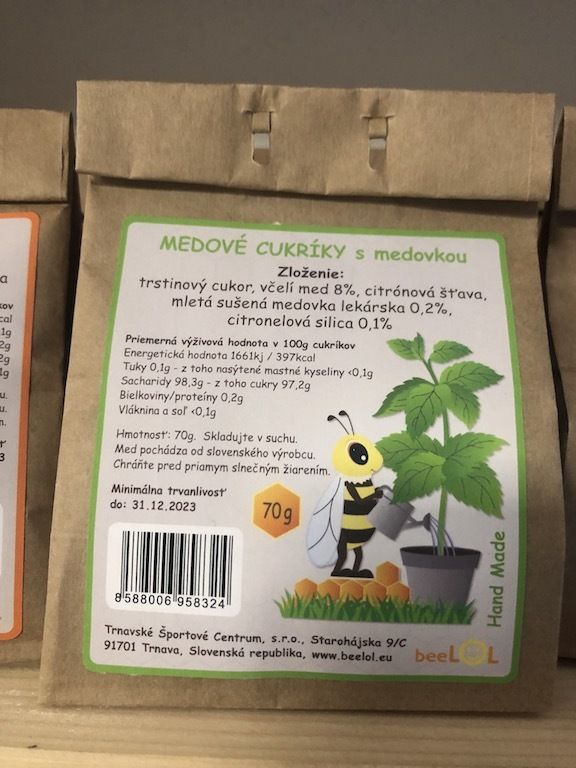 MEDOVÉ CUKRÍKY s medovkou
Zloženie:
trstinový cukor, včelí med 8%, citrónová šťava,
mletá sušená medovka lekárska 0,2%,
citronelová silica 0,1%
Priemerná výživová hodnota v 100g cukríkov
Energetická hodnota 1661kj / 397kcal
Tuky 0,1g - z toho nasýtené mastné kyseliny <0,1g
Sacharidy 98,3g - z toho cukry 97,2g
Bielkoviny/proteíny 0,2g
Vláknina a soľ <0,1g
Hmotnosť: 70g. Skladujte v suchu.
Med pochádza od slovenského výrobcu.
Chráňte pred priamym slnečným žiarením.
Minimálna trvanlivosť
do: 31.12.2023
70g
8 588006 958324
Hand Made
Trnavské Športové Centrum, s.r.o., Starohájska 9/C
91701 Trnava, Slovenská republika, www.beelol.eu
beeLOL